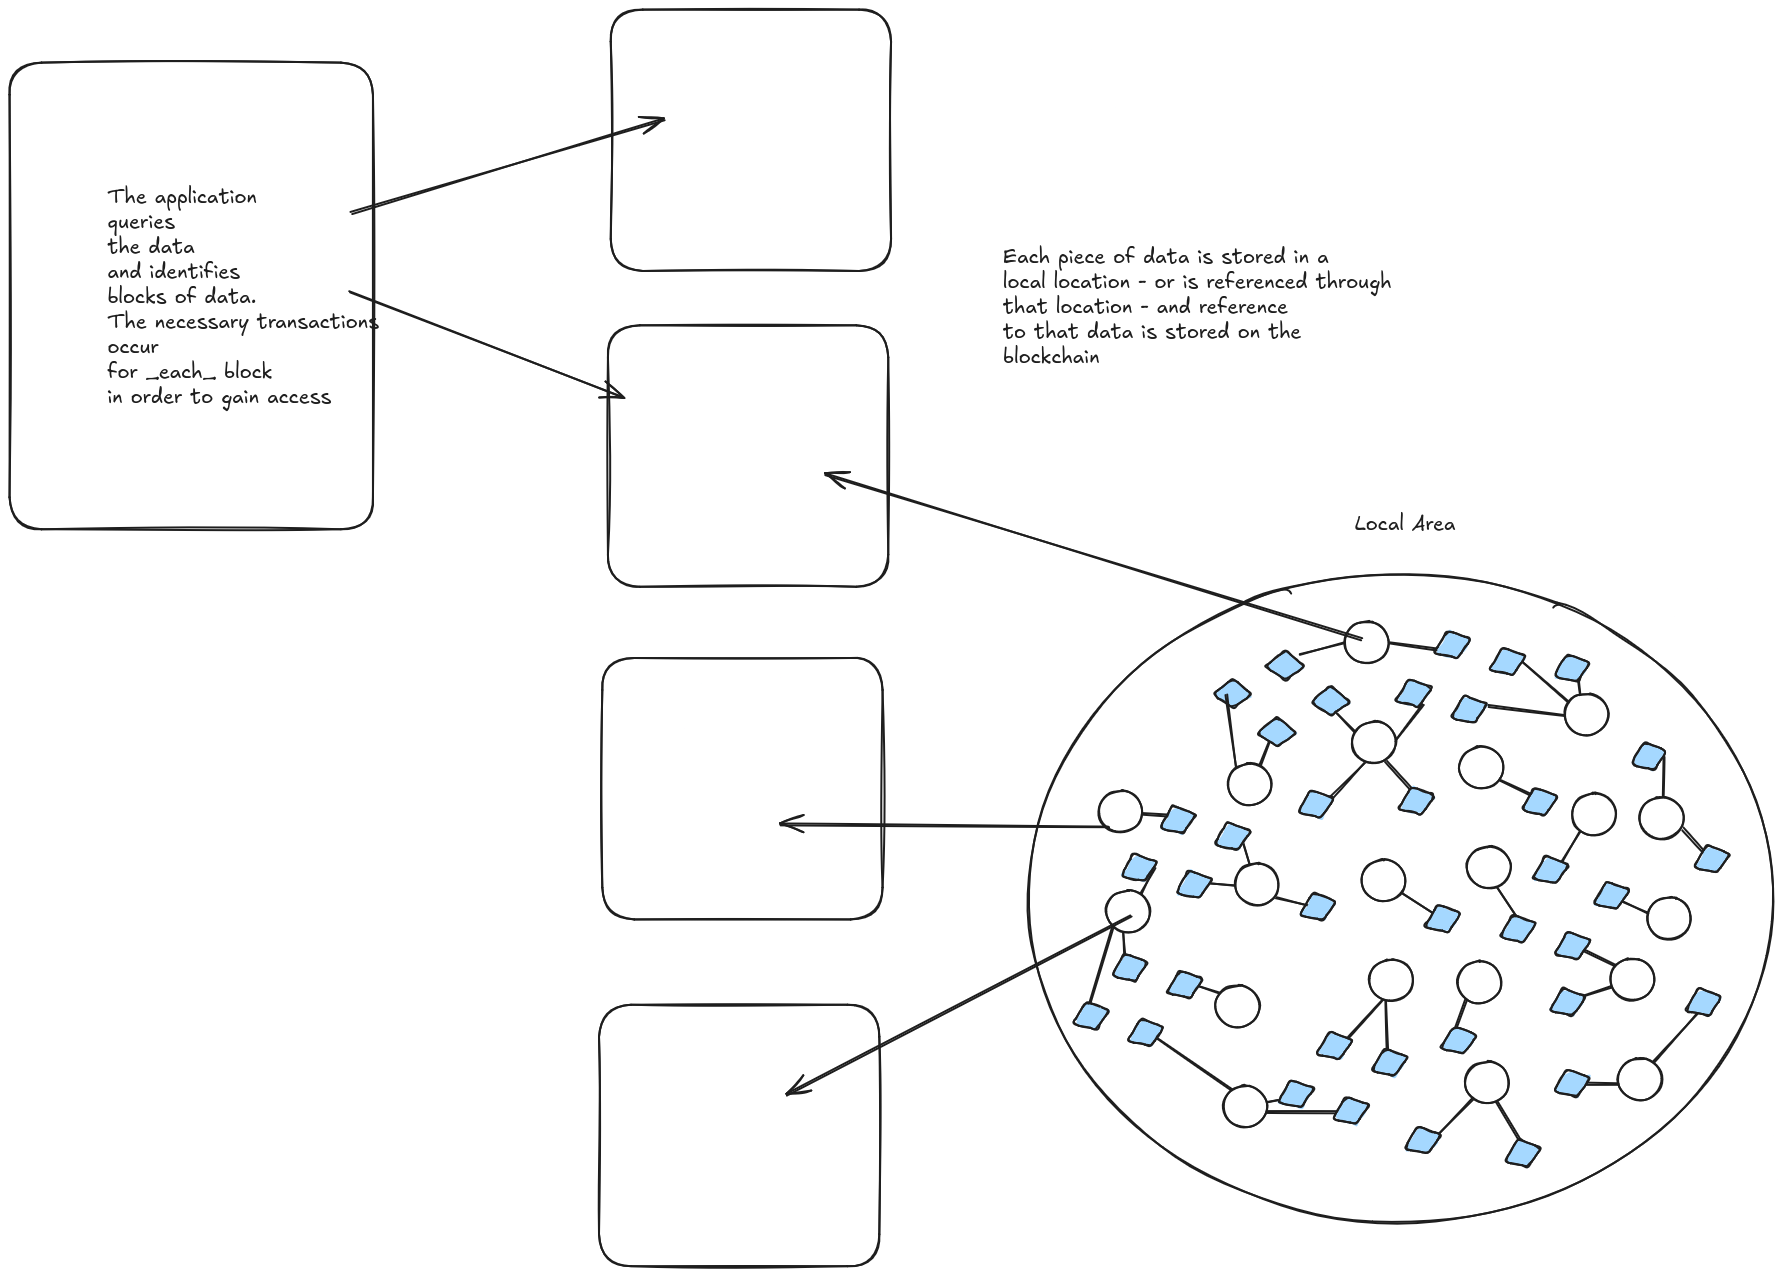 The application
queries
the data
and identifies
blocks of data.
The necessary transactions
occur
for _each_ block
in order to gain access
Each piece of data is stored in a
local location - or is referenced through
that location - and reference
to that data is stored on the
blockchain
Local Area